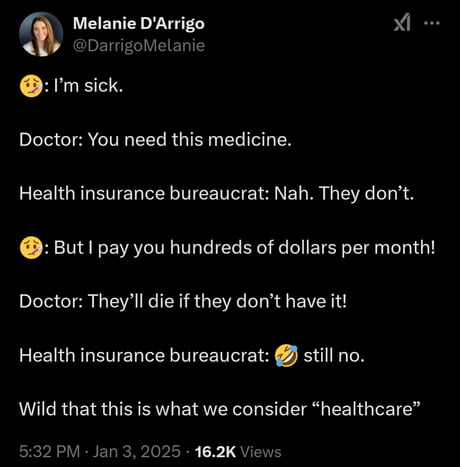 Melanie D'Arrigo
@DarrigoMelanie
🤒: I’m sick.
Doctor: You need this medicine.
Health insurance bureaucrat: Nah. They don’t.
🤒: But I pay you hundreds of dollars per month!
Doctor: They’ll die if they don’t have it!
Health insurance bureaucrat: 🤣 still no.
Wild that this is what we consider “healthcare”
5:32 PM · Jan 3, 2025 · 16.2K Views